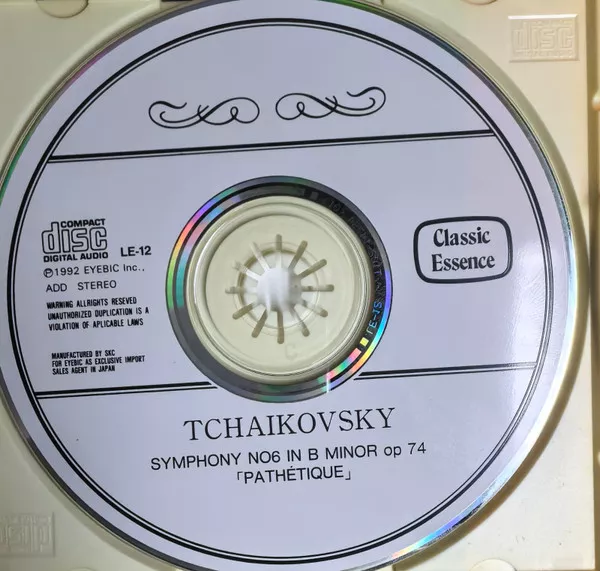 COMPACT
disc
DIGITAL AUDIO
LE-12
℗1992 EYEBIC Inc.,
ADD STEREO
WARNING ALLRIGHTS RESEVED
UNAUTHORIZED DUPLICATION IS A
VIOLATION OF APLICABLE LAWS
MANUFACTURED BY SKC
FOR EYEBIC AS EXCLUSIVE IMPORT
SALES AGENT IN JAPAN
Classic
Essence
TCHAIKOVSKY
SYMPHONY NO6 IN B MINOR op 74
「PATHÉTIQUE」
disc